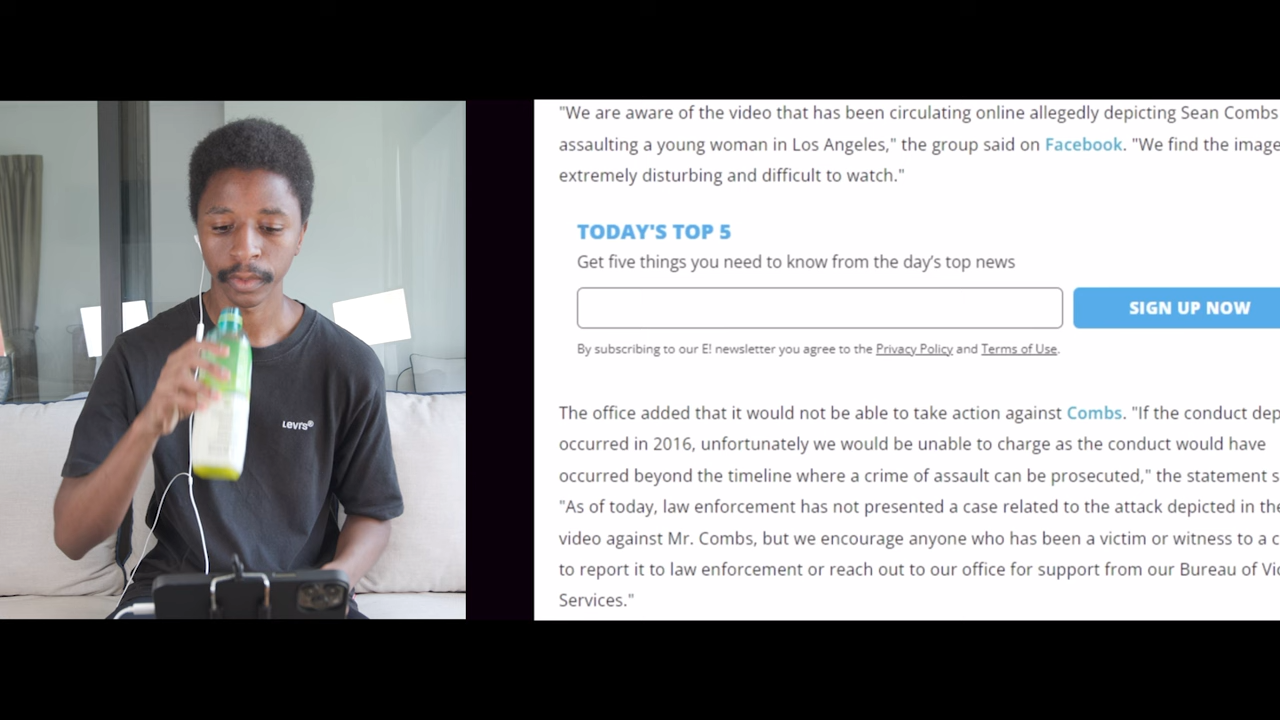 "We are aware of the video that has been circulating online allegedly depicting Sean Combs
assaulting a young woman in Los Angeles," the group said on Facebook. "We find the image
extremely disturbing and difficult to watch."
TODAY'S TOP 5
Get five things you need to know from the day's top news
SIGN UP NOW
By subscribing to our E! newsletter you agree to the Privacy Policy and Terms of Use.
The office added that it would not be able to take action against Combs. "If the conduct dep
occurred in 2016, unfortunately we would be unable to charge as the conduct would have
occurred beyond the timeline where a crime of assault can be prosecuted," the statement s
"As of today, law enforcement has not presented a case related to the attack depicted in the
video against Mr. Combs, but we encourage anyone who has been a victim or witness to a c
to report it to law enforcement or reach out to our office for support from our Bureau of Vic
Services."
Levi's®